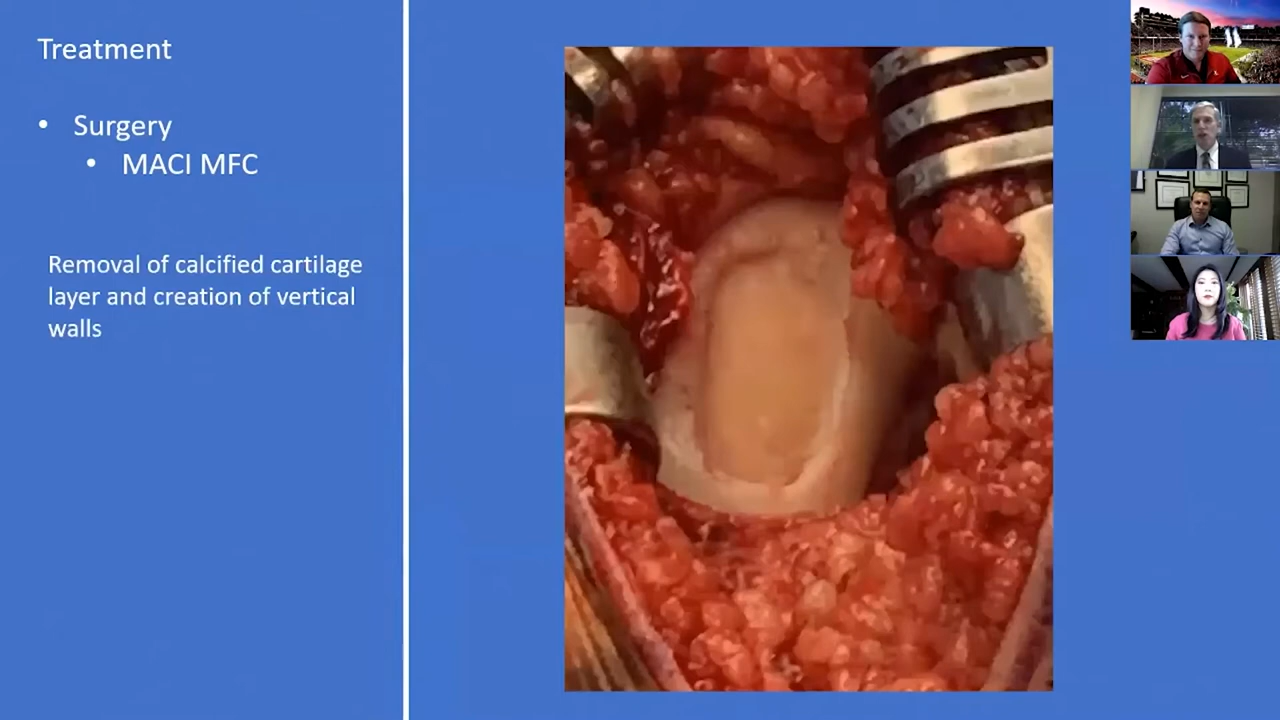 Treatment
• Surgery
• MACI MFC
Removal of calcified cartilage
layer and creation of vertical
walls